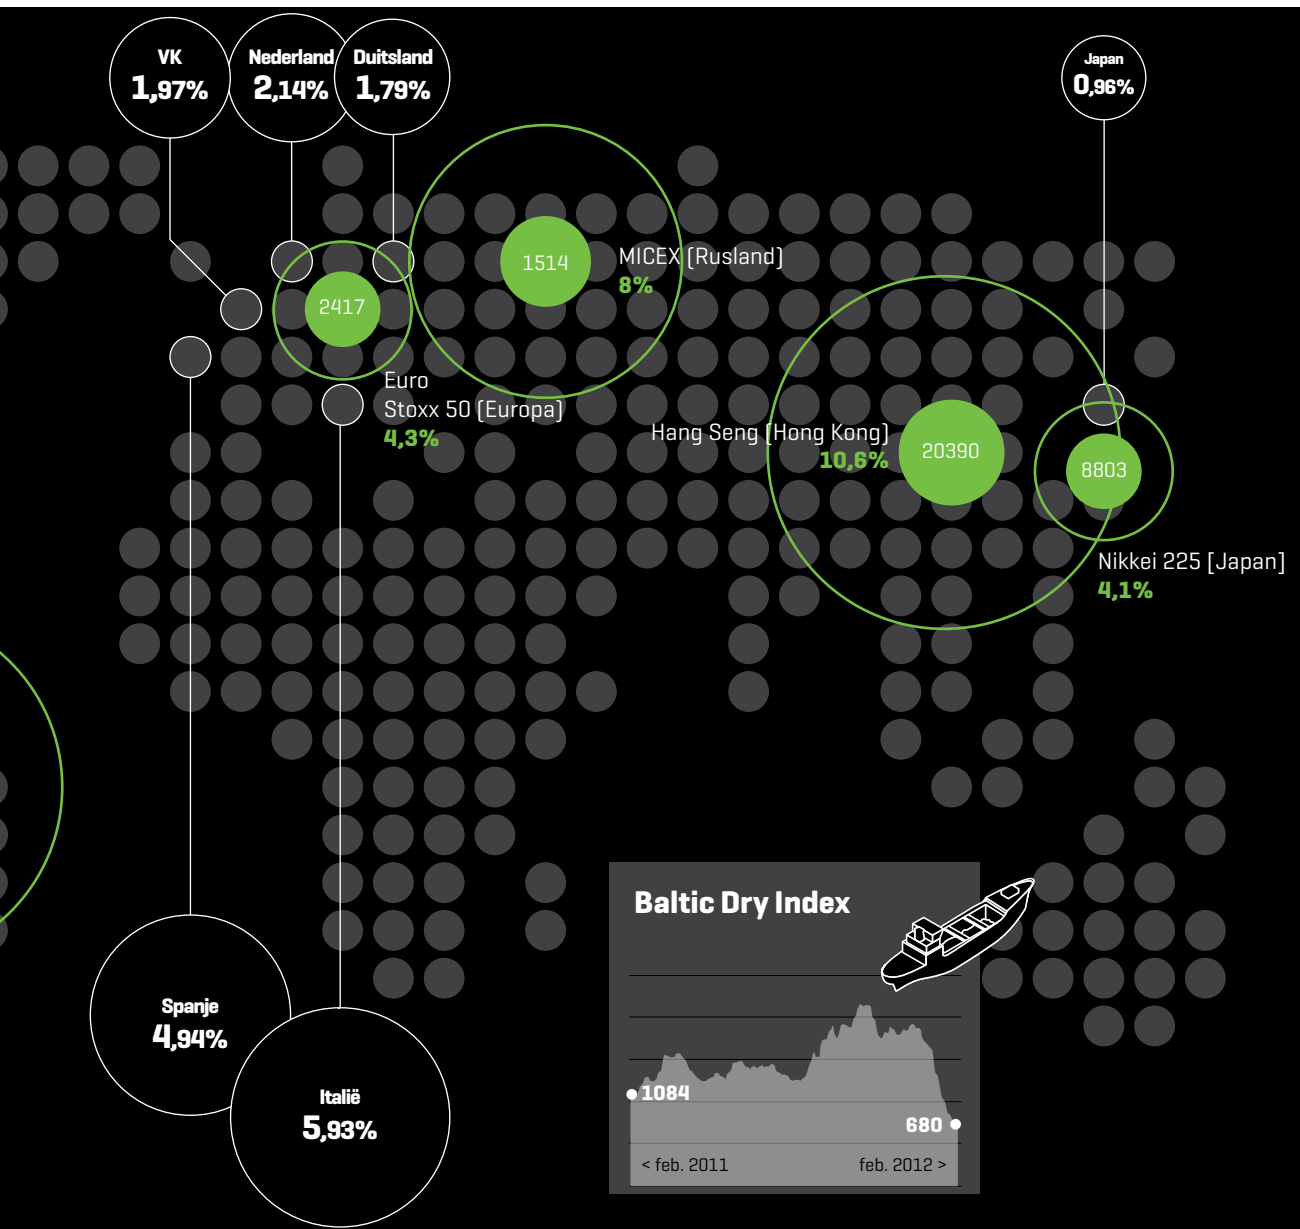 VK
1,97%
Nederland
2,14%
Duitsland
1,79%
Japan
0,96%
1514
MICEX [Rusland]
8%
2417
Euro
Stoxx 50 [Europa]
4,3%
Hang Seng [Hong Kong]
10,6%
20390
8803
Nikkei 225 [Japan]
4,1%
Spanje
4,94%
Italië
5,93%
Baltic Dry Index
1084
680
< feb. 2011
feb. 2012 >